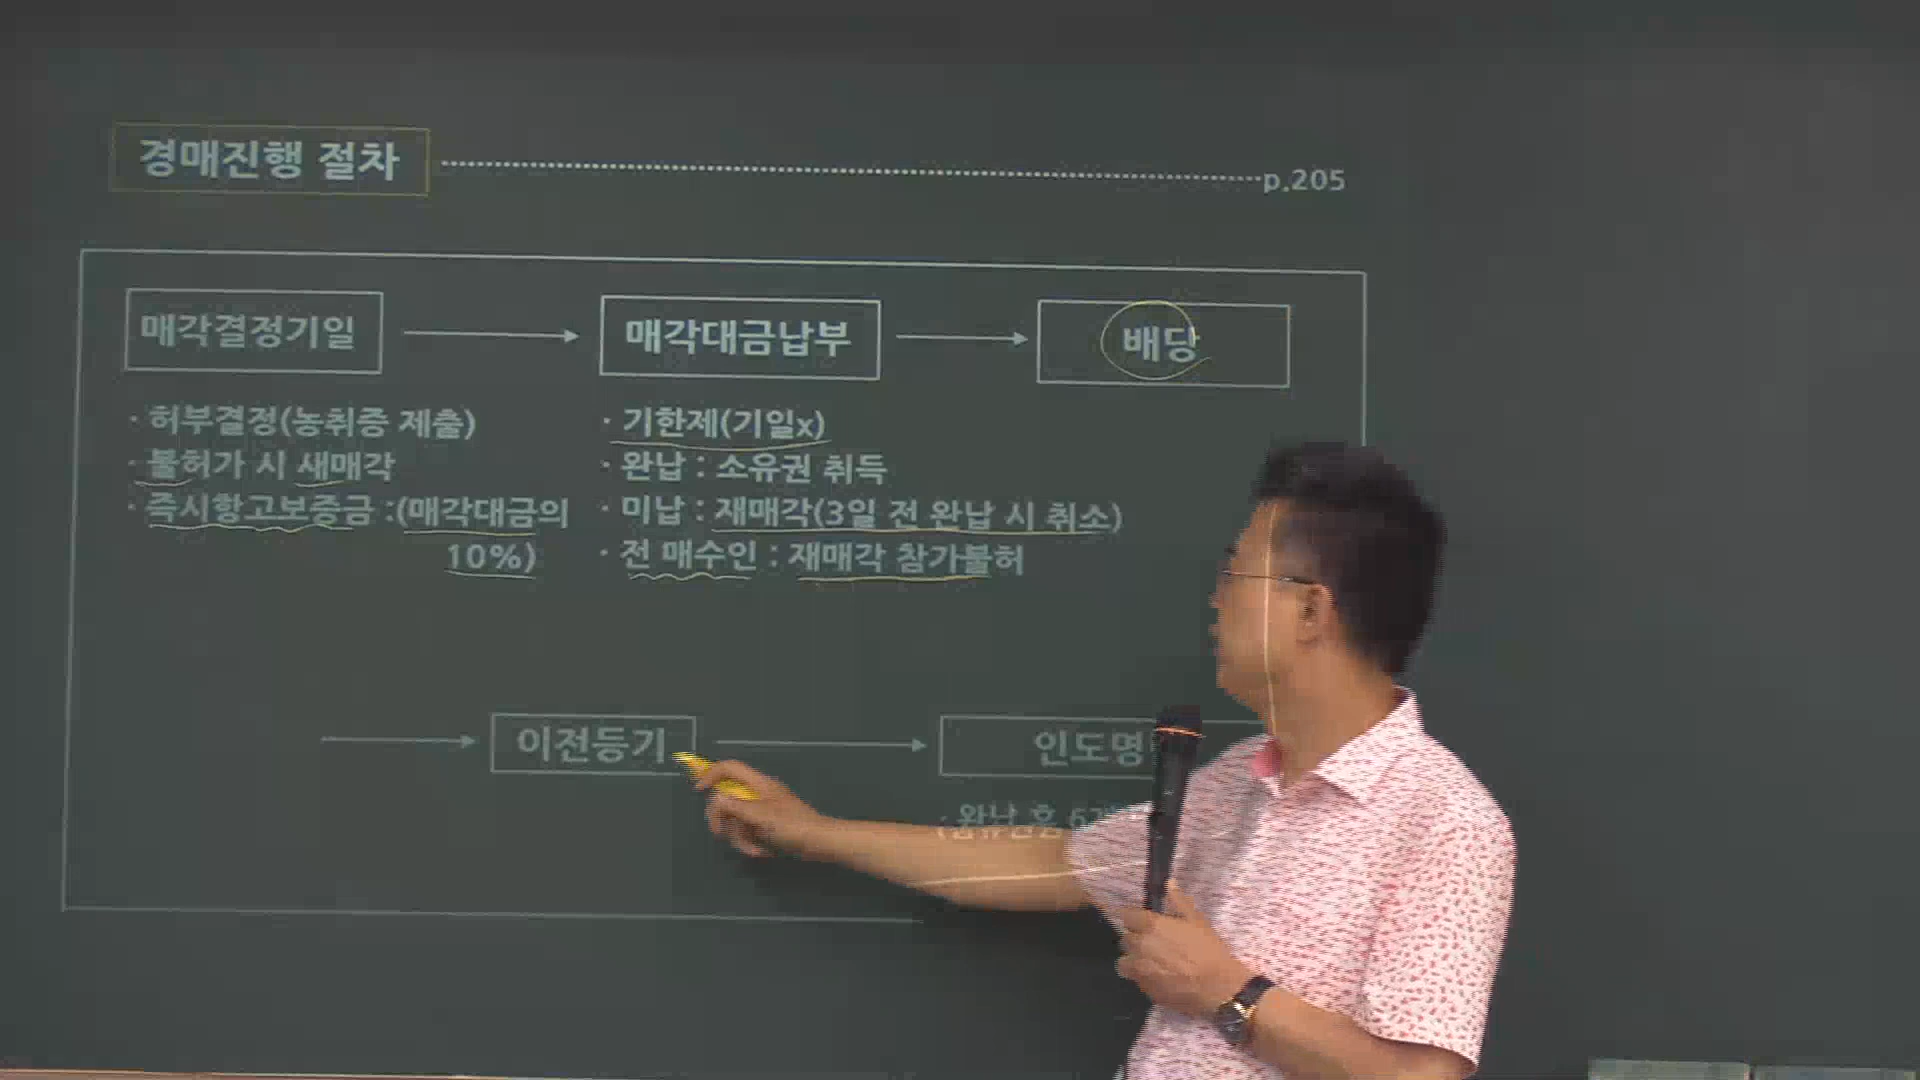 경매진행 절차 p.205
매각결정기일 → 매각대금납부 → 배당
· 허부결정(농취증 제출)
· 불허가 시 새매각
· 즉시항고보증금 :(매각대금의
10%)
· 기한제(기일x)
· 완납 : 소유권 취득
· 미납 : 재매각(3일 전 완납 시 취소)
· 전 매수인 : 재매각 참가불허
→ 이전등기 → 인도명
: 완납 후 6